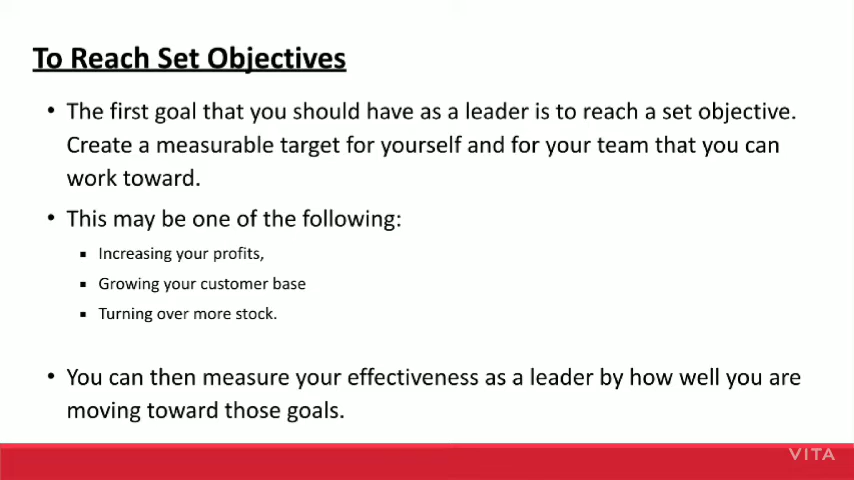 To Reach Set Objectives
• The first goal that you should have as a leader is to reach a set objective.
Create a measurable target for yourself and for your team that you can
work toward.
• This may be one of the following:
▪ Increasing your profits,
▪ Growing your customer base
▪ Turning over more stock.
• You can then measure your effectiveness as a leader by how well you are
moving toward those goals.
VITA